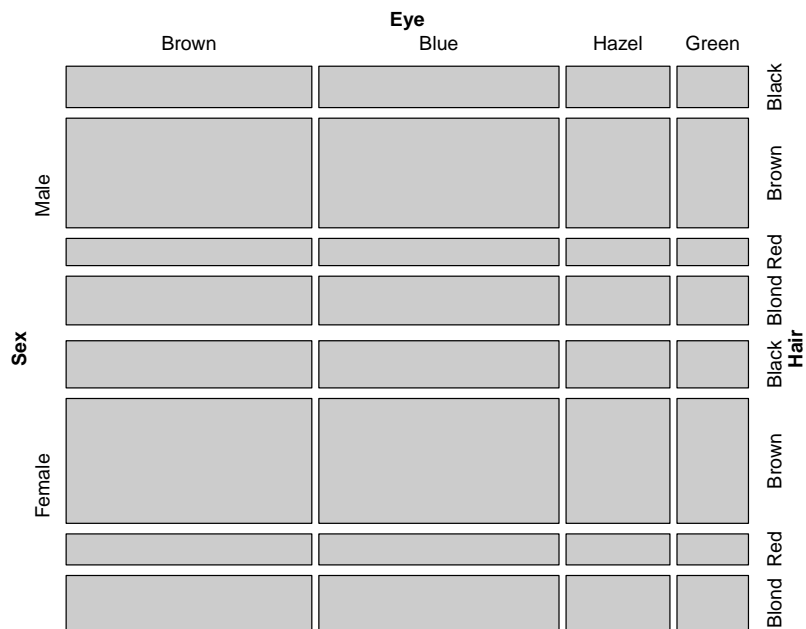 Eye
Brown Blue Hazel Green
Sex
Male
Female
Black
Brown
Red
Blond
Black
Brown
Red
Blond
Hair